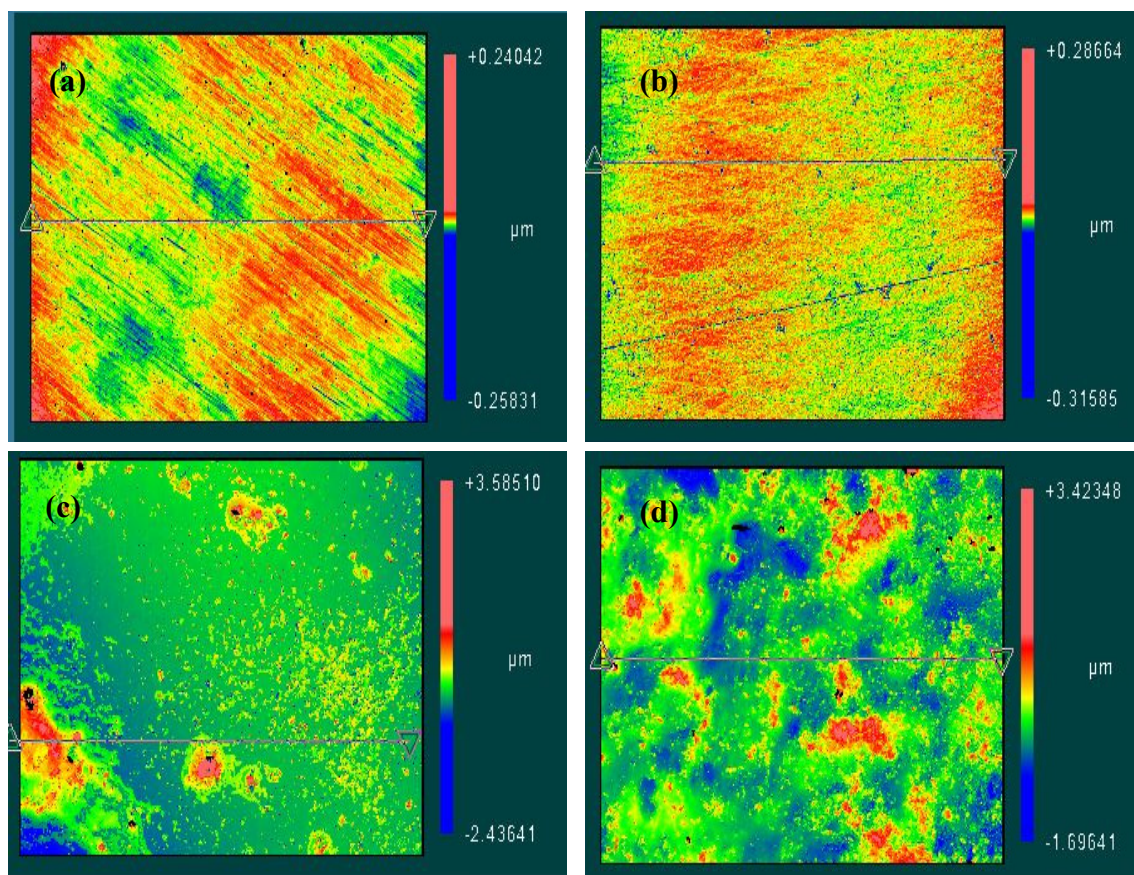 (a)
+0.24042
µm
-0.25831
(b)
+0.28664
µm
-0.31585
(c)
+3.58510
µm
-2.43641
(d)
+3.42348
µm
-1.69641